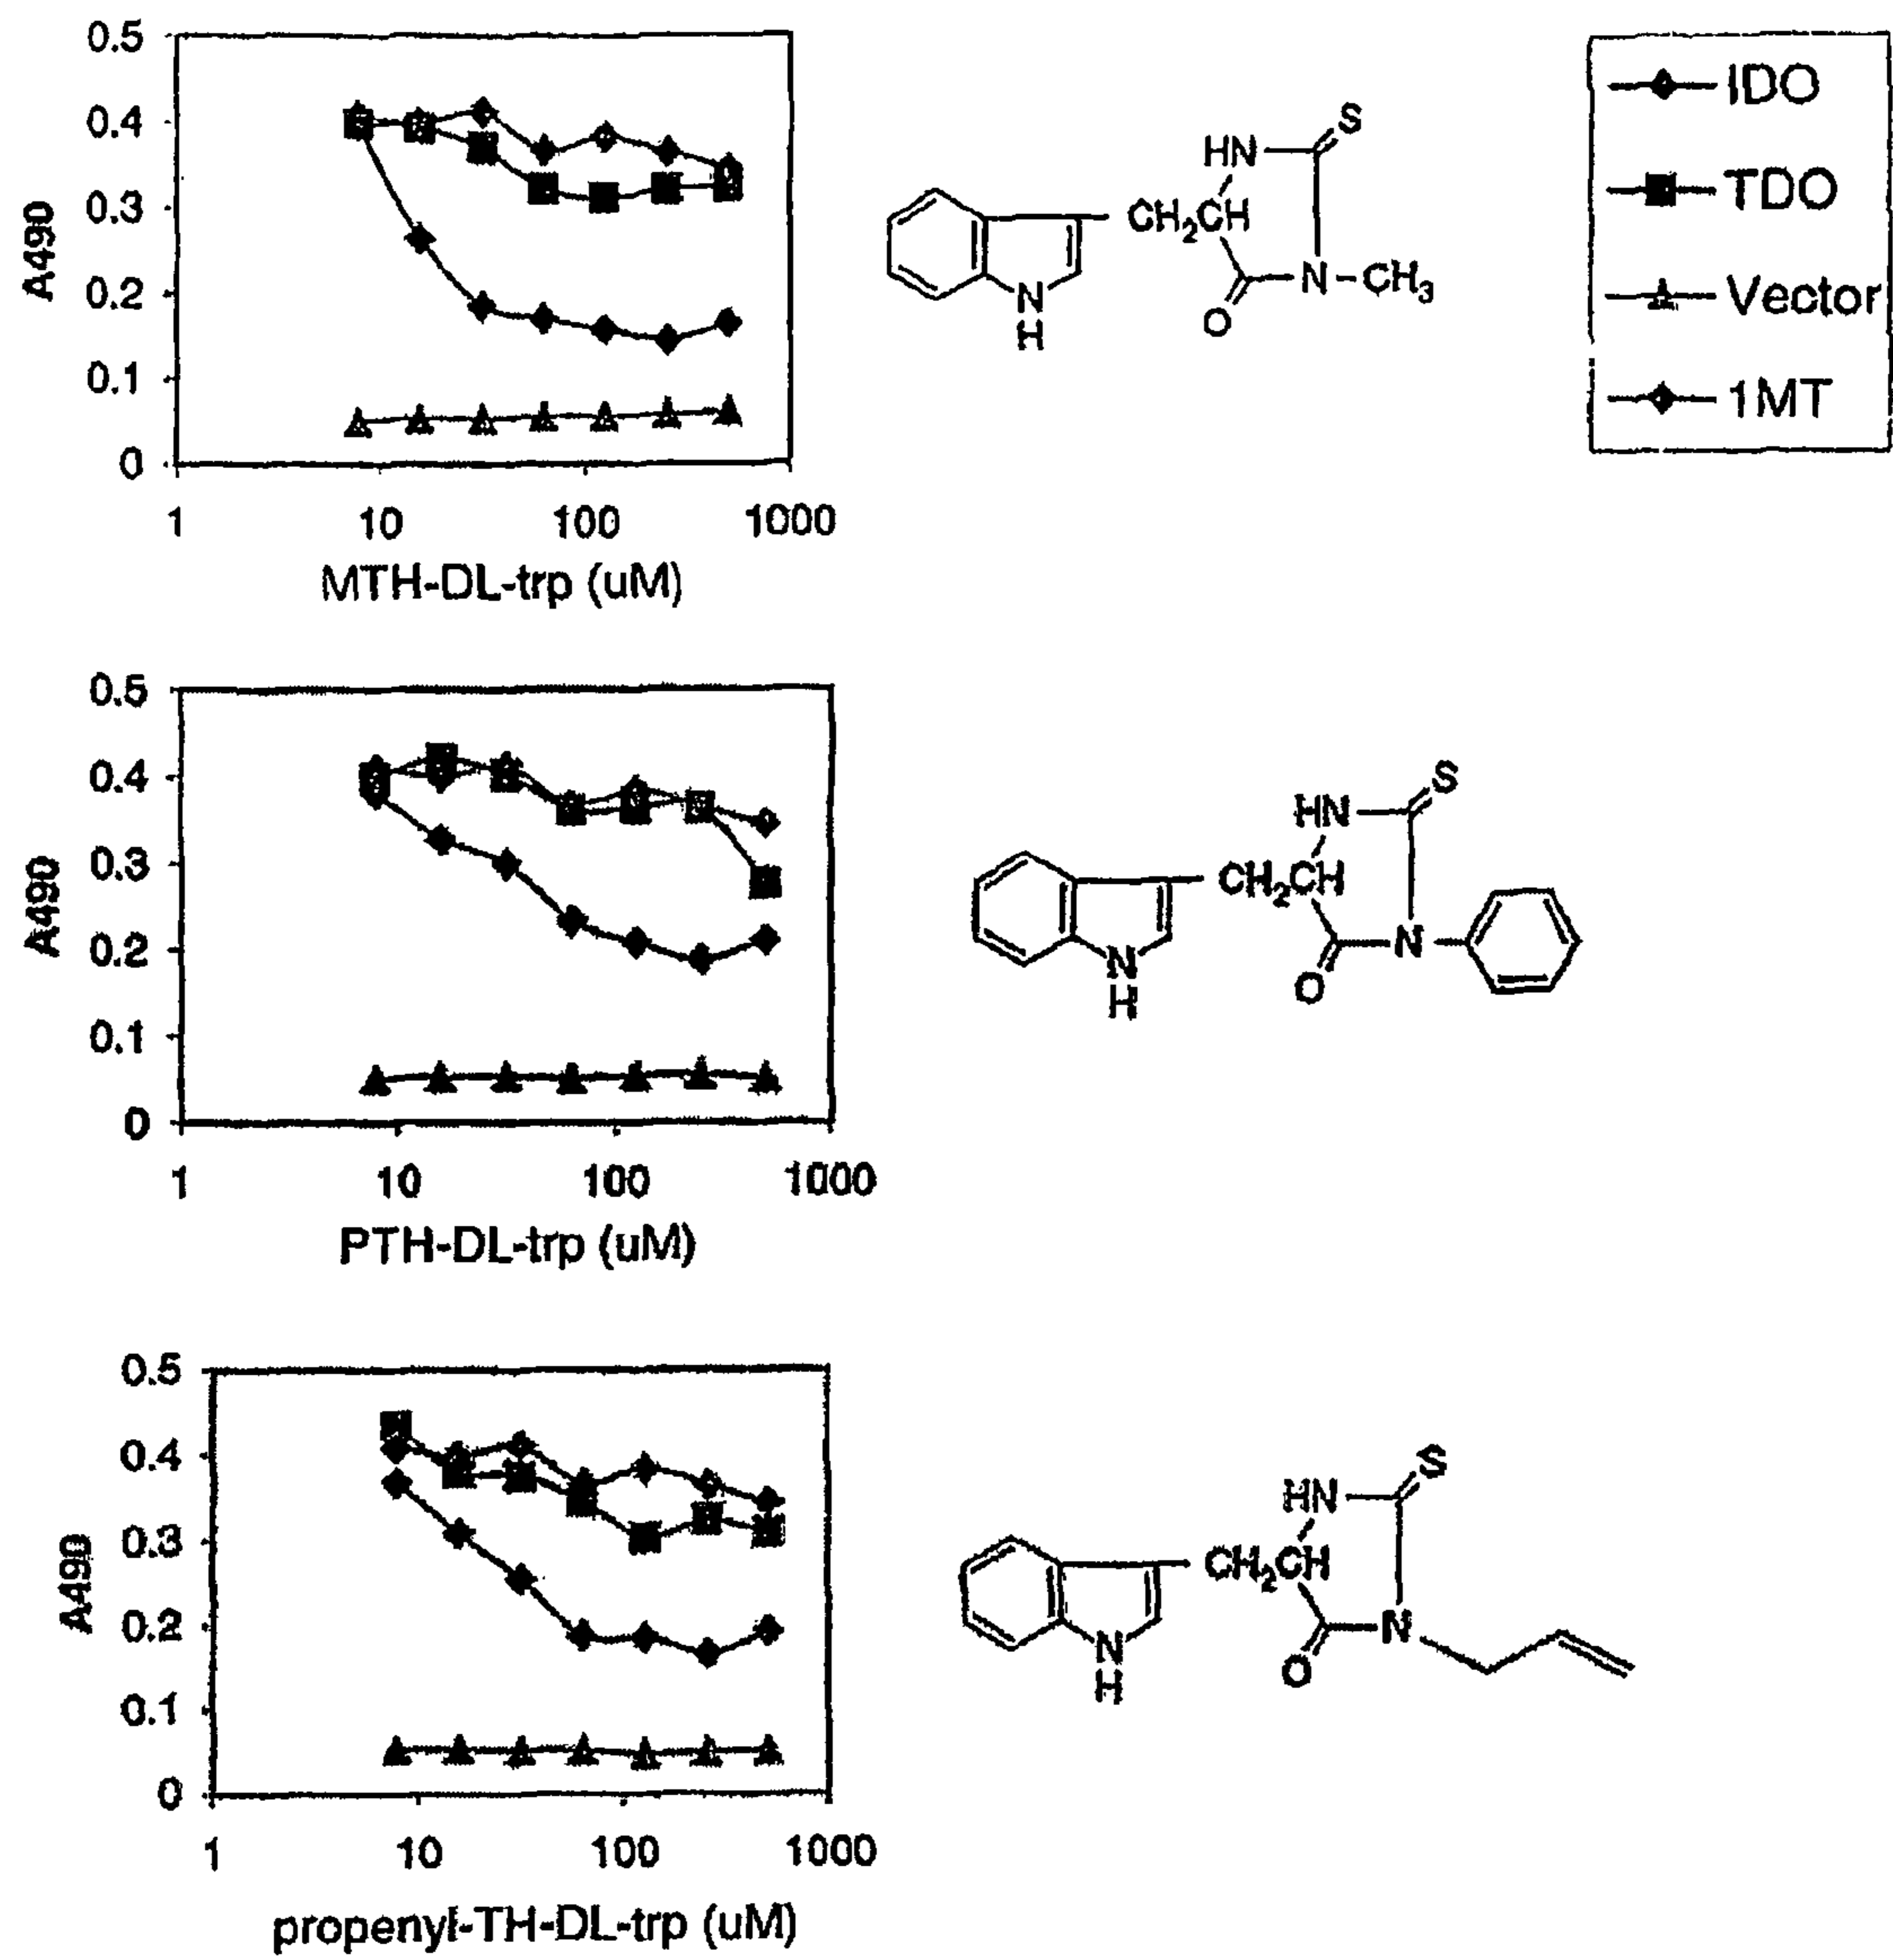 0.5
0.4
0.3
0.2
0.1
0
A490
1 10 100 1000
MTH-DL-trp (uM)
HN S
CH2CH
N-CH3
O
N
H
IDO
TDO
Vector
1MT
0.5
0.4
0.3
0.2
0.1
0
A490
1 10 100 1000
PTH-DL-trp (uM)
HN S
CH2CH
N
O
N
H
0.5
0.4
0.3
0.2
0.1
0
A490
1 10 100 1000
propenyl-TH-DL-trp (uM)
HN S
CH2CH
N
O
N
H